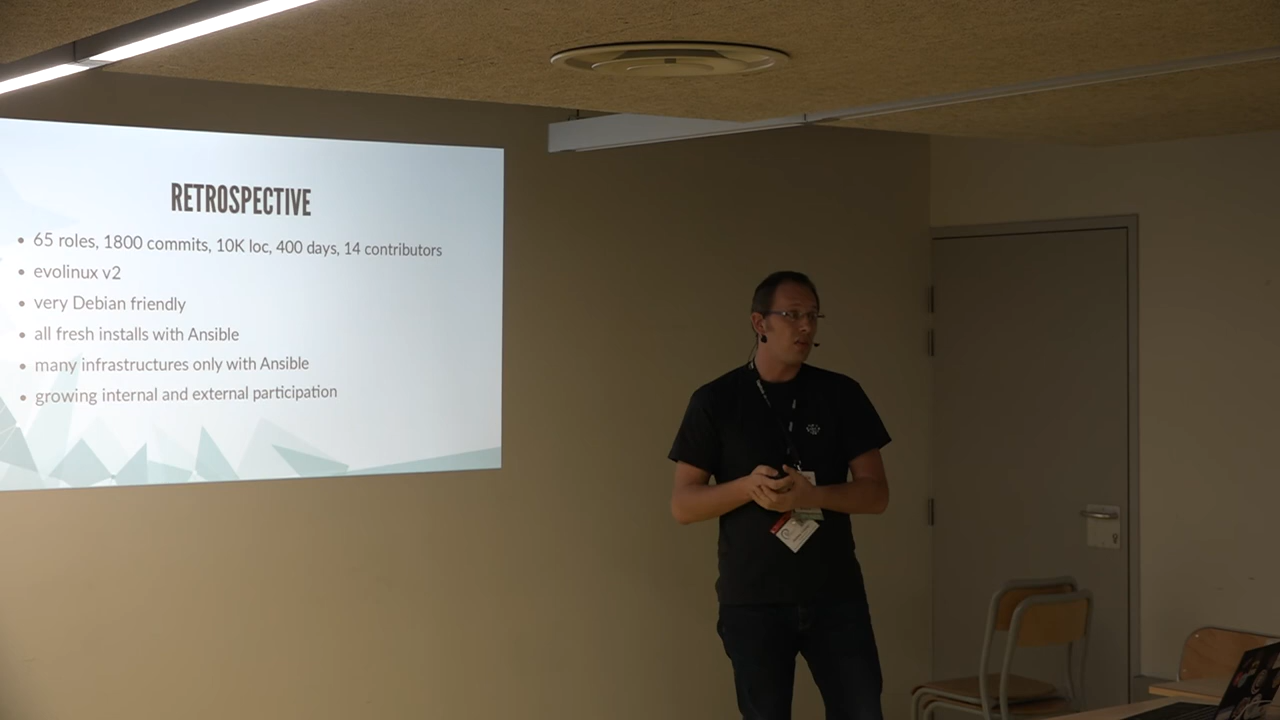 RETROSPECTIVE
• 65 roles, 1800 commits, 10K loc, 400 days, 14 contributors
• evolinux v2
• very Debian friendly
• all fresh installs with Ansible
• many infrastructures only with Ansible
• growing internal and external participation